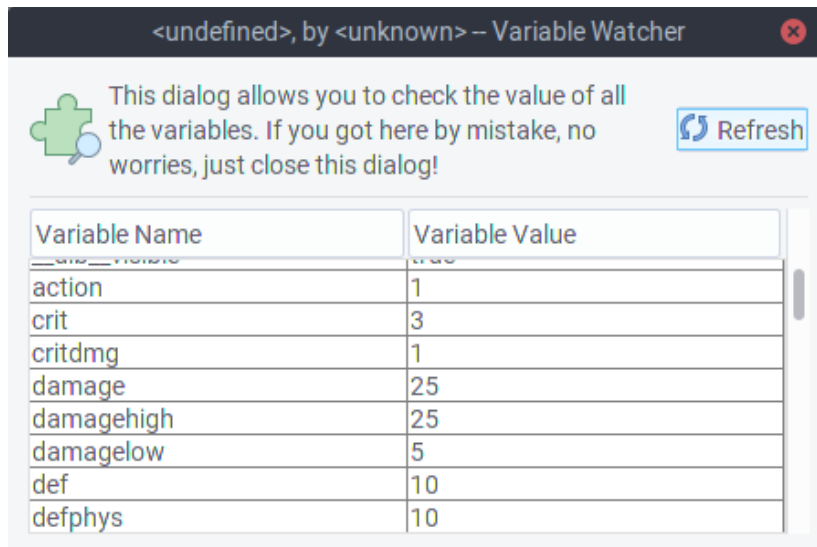 <undefined>, by <unknown> – Variable Watcher
This dialog allows you to check the value of all
the variables. If you got here by mistake, no
worries, just close this dialog!
Refresh
Variable Name Variable Value
action 1
crit 3
critdmg 1
damage 25
damagehigh 25
damagelow 5
def 10
defphys 10